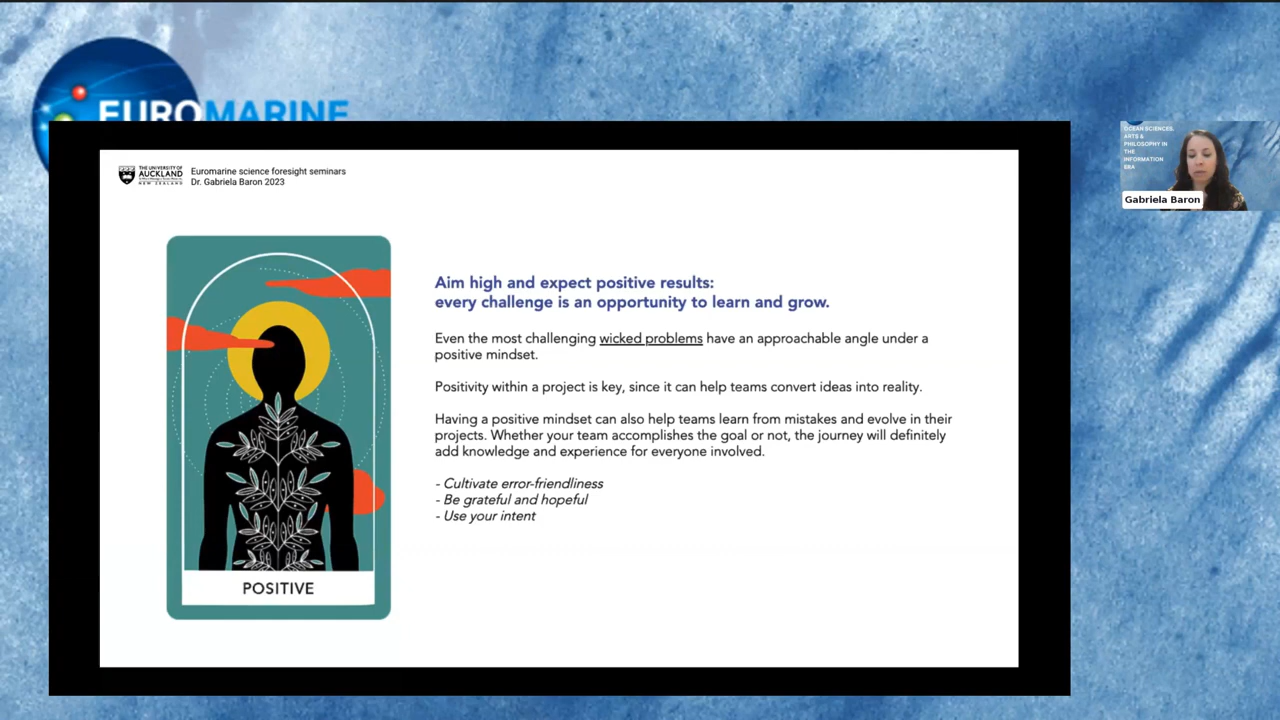 EUROMARINE
THE UNIVERSITY OF
AUCKLAND
NEW ZEALAND
Euromarine science foresight seminars
Dr. Gabriela Baron 2023
Aim high and expect positive results:
every challenge is an opportunity to learn and grow.
Even the most challenging wicked problems have an approachable angle under a
positive mindset.
Positivity within a project is key, since it can help teams convert ideas into reality.
Having a positive mindset can also help teams learn from mistakes and evolve in their
projects. Whether your team accomplishes the goal or not, the journey will definitely
add knowledge and experience for everyone involved.
- Cultivate error-friendliness
- Be grateful and hopeful
- Use your intent
POSITIVE
OCEAN SCIENCES,
ARTS &
PHILOSOPHY IN
THE
INFORMATION
ERA
Gabriela Baron